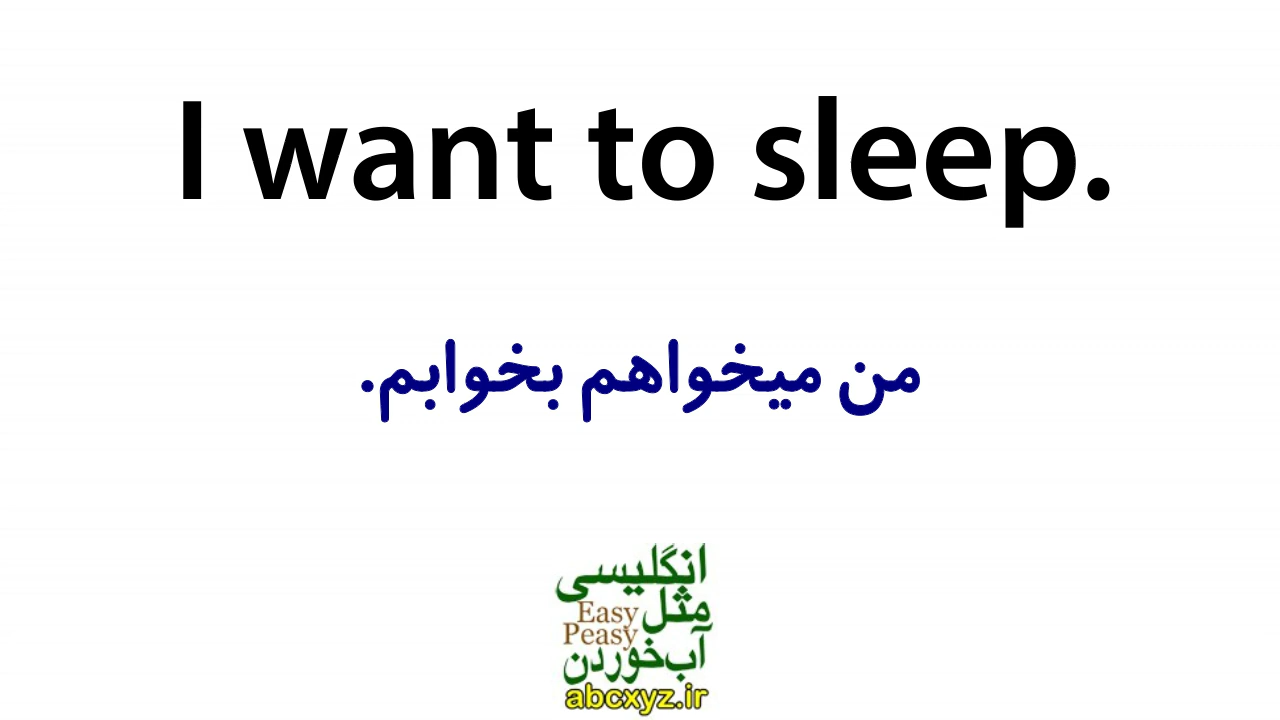 I want to sleep.
من میخواهم بخوابم.
انگلیسی
مثل
Easy
Peasy
آب خوردن
abcxyz.ir